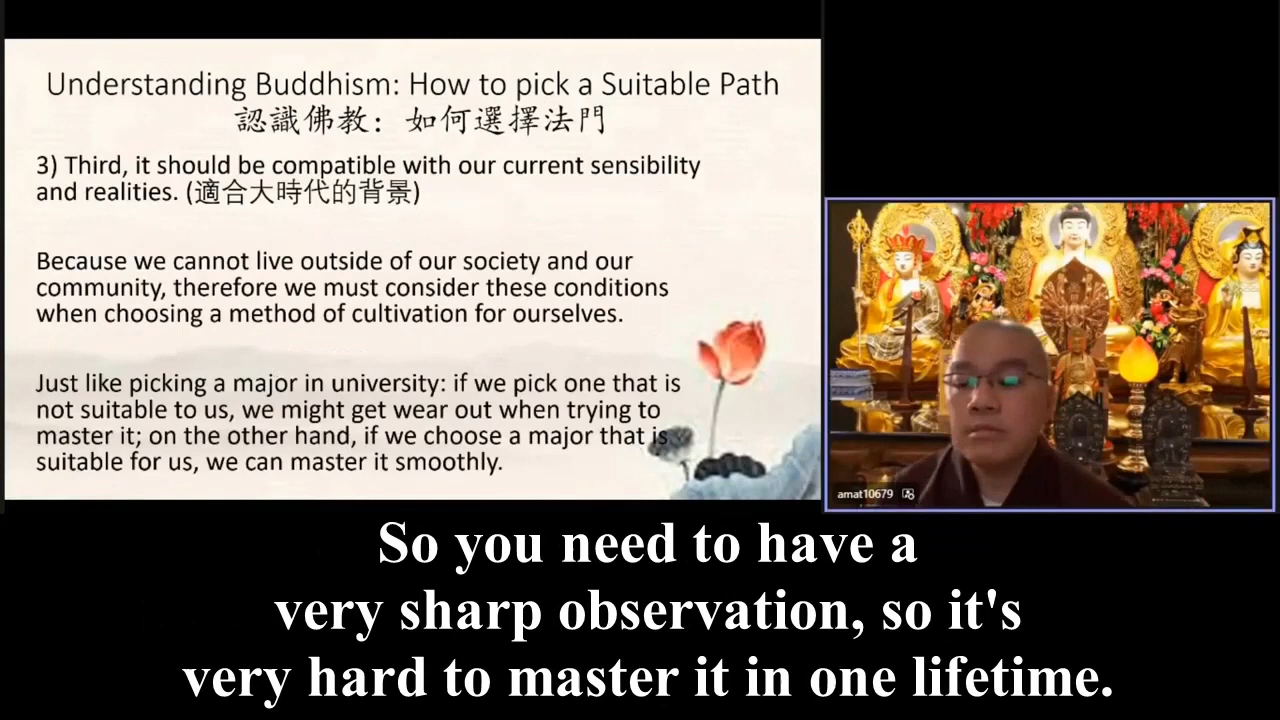 Understanding Buddhism: How to pick a Suitable Path
認識佛教：如何選擇法門
3) Third, it should be compatible with our current sensibility
and realities. (適合大時代的背景)
Because we cannot live outside of our society and our
community, therefore we must consider these conditions
when choosing a method of cultivation for ourselves.
Just like picking a major in university: if we pick one that is
not suitable to us, we might get wear out when trying to
master it; on the other hand, if we choose a major that is
suitable for us, we can master it smoothly.
amat10679
So you need to have a
very sharp observation, so it's
very hard to master it in one lifetime.